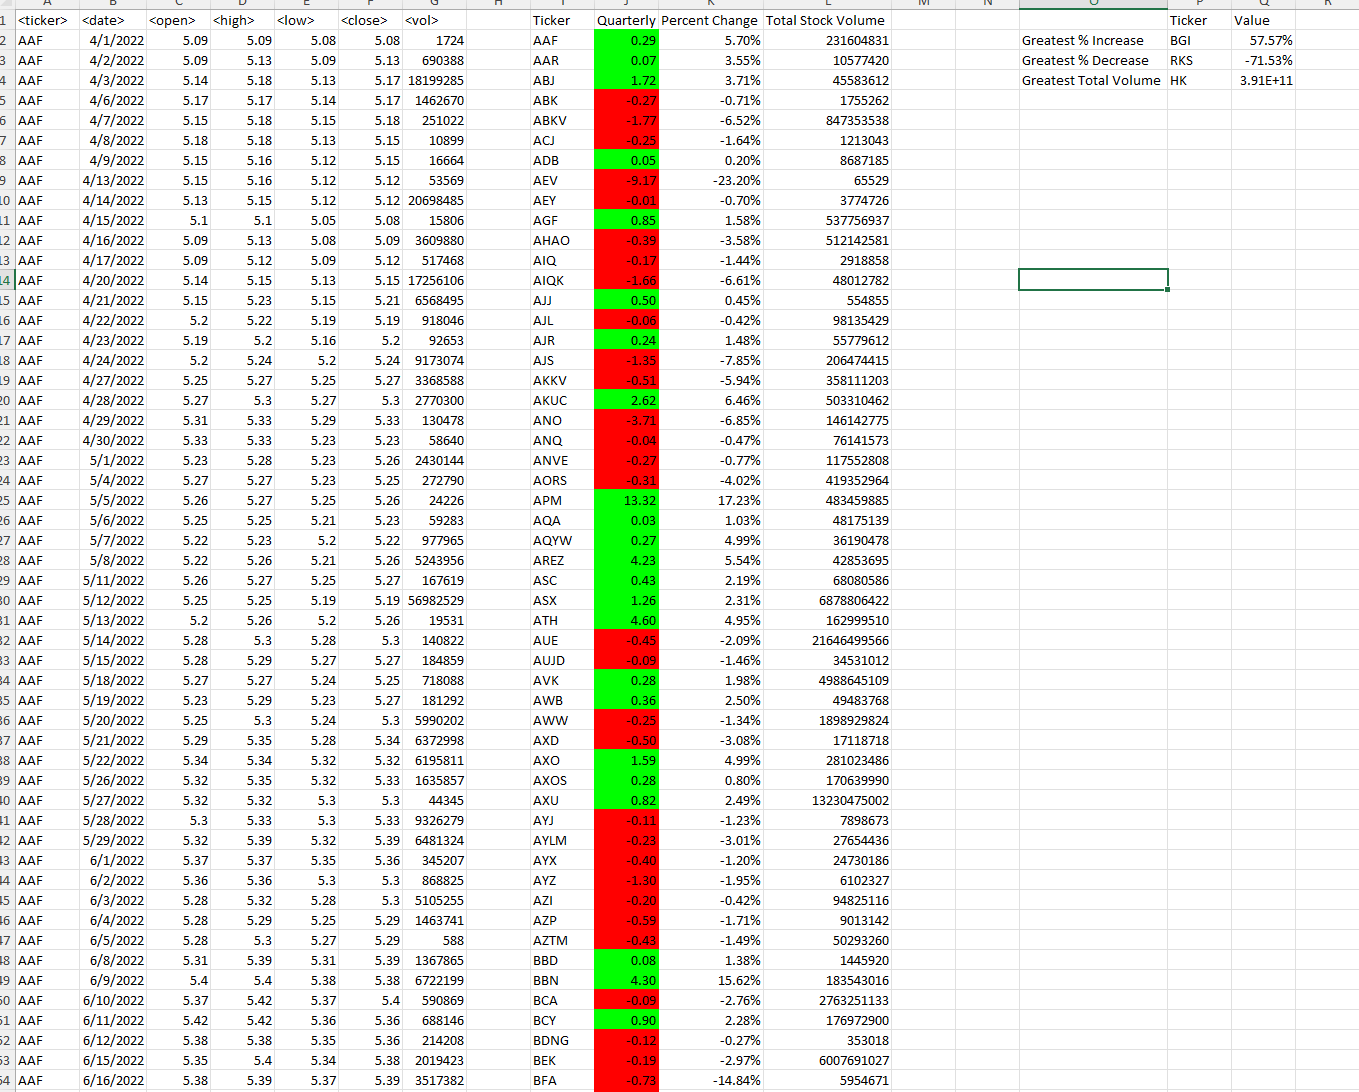 A B C D E F G H I J K L M N O P Q R
1 <ticker> <date> <open> <high> <low> <close> <vol> Ticker Quarterly Percent Change Total Stock Volume Ticker Value
2 AAF 4/1/2022 5.09 5.09 5.08 5.08 1724 AAF 0.29 5.70% 231604831 Greatest % Increase BGI 57.57%
3 AAF 4/2/2022 5.09 5.13 5.09 5.13 690388 AAR 0.07 3.55% 10577420 Greatest % Decrease RKS -71.53%
4 AAF 4/3/2022 5.14 5.18 5.13 5.17 18199285 ABJ 1.72 3.71% 45583612 Greatest Total Volume HK 3.91E+11
5 AAF 4/6/2022 5.17 5.17 5.14 5.17 1462670 ABK -0.27 -0.71% 1755262
6 AAF 4/7/2022 5.15 5.18 5.15 5.18 251022 ABKV -1.77 -6.52% 847353538
7 AAF 4/8/2022 5.18 5.18 5.13 5.15 10899 ACJ -0.25 -1.64% 1213043
8 AAF 4/9/2022 5.15 5.16 5.12 5.15 16664 ADB 0.05 0.20% 8687185
9 AAF 4/13/2022 5.15 5.16 5.12 5.12 53569 AEV -9.17 -23.20% 65529
10 AAF 4/14/2022 5.13 5.15 5.12 5.12 20698485 AEY -0.01 -0.70% 3774726
11 AAF 4/15/2022 5.1 5.1 5.05 5.08 15806 AGF 0.85 1.58% 537756937
12 AAF 4/16/2022 5.09 5.13 5.08 5.09 3609880 AHAO -0.39 -3.58% 512142581
13 AAF 4/17/2022 5.09 5.12 5.09 5.12 517468 AIQ -0.17 -1.44% 2918858
14 AAF 4/20/2022 5.14 5.15 5.13 5.15 17256106 AIQK -1.66 -6.61% 48012782
15 AAF 4/21/2022 5.15 5.23 5.15 5.21 6568495 AJJ 0.50 0.45% 554855
16 AAF 4/22/2022 5.2 5.22 5.19 5.19 918046 AJL -0.06 -0.42% 98135429
17 AAF 4/23/2022 5.19 5.2 5.16 5.2 92653 AJR 0.24 1.48% 55779612
18 AAF 4/24/2022 5.2 5.24 5.2 5.24 9173074 AJS -1.35 -7.85% 206474415
19 AAF 4/27/2022 5.25 5.27 5.25 5.27 3368588 AKKV -0.51 -5.94% 358111203
20 AAF 4/28/2022 5.27 5.3 5.27 5.3 2770300 AKUC 2.62 6.46% 503310462
21 AAF 4/29/2022 5.31 5.33 5.29 5.33 130478 ANO -3.71 -6.85% 146142775
22 AAF 4/30/2022 5.33 5.33 5.23 5.23 58640 ANQ -0.04 -0.47% 76141573
23 AAF 5/1/2022 5.23 5.28 5.23 5.26 2430144 ANVE -0.27 -0.77% 117552808
24 AAF 5/4/2022 5.27 5.27 5.23 5.25 272790 AORS -0.31 -4.02% 419352964
25 AAF 5/5/2022 5.26 5.27 5.25 5.26 24226 APM 13.32 17.23% 483459885
26 AAF 5/6/2022 5.25 5.25 5.21 5.23 59283 AQA 0.03 1.03% 48175139
27 AAF 5/7/2022 5.22 5.23 5.2 5.22 977965 AQYW 0.27 4.99% 36190478
28 AAF 5/8/2022 5.22 5.26 5.21 5.26 5243956 AREZ 4.23 5.54% 42853695
29 AAF 5/11/2022 5.26 5.27 5.25 5.27 167619 ASC 0.43 2.19% 68080586
30 AAF 5/12/2022 5.25 5.25 5.19 5.19 56982529 ASX 1.26 2.31% 6878806422
31 AAF 5/13/2022 5.2 5.26 5.2 5.26 19531 ATH 4.60 4.95% 162999510
32 AAF 5/14/2022 5.28 5.3 5.28 5.3 140822 AUE -0.45 -2.09% 21646499566
33 AAF 5/15/2022 5.28 5.29 5.27 5.27 184859 AUJD -0.09 -1.46% 34531012
34 AAF 5/18/2022 5.27 5.27 5.24 5.25 718088 AVK 0.28 1.98% 4988645109
35 AAF 5/19/2022 5.23 5.29 5.23 5.27 181292 AWB 0.36 2.50% 49483768
36 AAF 5/20/2022 5.25 5.3 5.24 5.3 5990202 AWW -0.25 -1.34% 1898929824
37 AAF 5/21/2022 5.29 5.35 5.28 5.34 6372998 AXD -0.50 -3.08% 17118718
38 AAF 5/22/2022 5.34 5.34 5.32 5.32 6195811 AXO 1.59 4.99% 281023486
39 AAF 5/26/2022 5.32 5.35 5.32 5.33 1635857 AXOS 0.28 0.80% 170639990
40 AAF 5/27/2022 5.32 5.32 5.3 5.3 44345 AXU 0.82 2.49% 13230475002
41 AAF 5/28/2022 5.3 5.33 5.3 5.33 9326279 AYJ -0.11 -1.23% 7898673
42 AAF 5/29/2022 5.32 5.39 5.32 5.39 6481324 AYLM -0.23 -3.01% 27654436
43 AAF 6/1/2022 5.37 5.37 5.35 5.36 345207 AYX -0.40 -1.20% 24730186
44 AAF 6/2/2022 5.36 5.36 5.3 5.3 868825 AYZ -1.30 -1.95% 6102327
45 AAF 6/3/2022 5.28 5.32 5.28 5.3 5105255 AZI -0.20 -0.42% 94825116
46 AAF 6/4/2022 5.28 5.29 5.25 5.29 1463741 AZP -0.59 -1.71% 9013142
47 AAF 6/5/2022 5.28 5.3 5.27 5.29 588 AZTM -0.43 -1.49% 50293260
48 AAF 6/8/2022 5.31 5.39 5.31 5.39 1367865 BBD 0.08 1.38% 1445920
49 AAF 6/9/2022 5.4 5.4 5.38 5.38 6722199 BBN 4.30 15.62% 183543016
50 AAF 6/10/2022 5.37 5.42 5.37 5.4 590869 BCA -0.09 -2.76% 2763251133
51 AAF 6/11/2022 5.42 5.42 5.36 5.36 688146 BCY 0.90 2.28% 176972900
52 AAF 6/12/2022 5.38 5.38 5.35 5.36 214208 BDNG -0.12 -0.27% 353018
53 AAF 6/15/2022 5.35 5.4 5.34 5.38 2019423 BEK -0.19 -2.97% 6007691027
54 AAF 6/16/2022 5.38 5.39 5.37 5.39 3517382 BFA -0.73 -14.84% 5954671